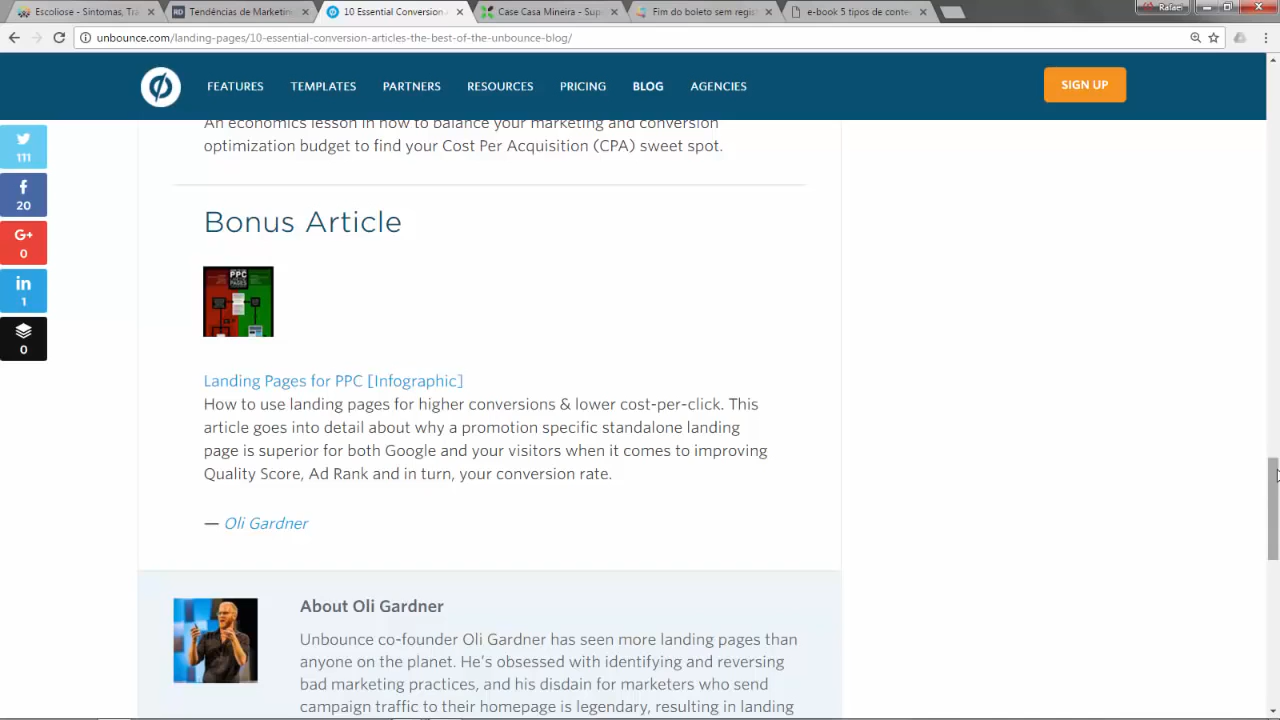 Escoliose - Sintomas, Tra
Tendências de Marketing
10 Essential Conversion
Case Casa Mineira - Sup
Fim do boleto sem regist
e-book 5 tipos de conte
Rafael
unbounce.com/landing-pages/10-essential-conversion-articles-the-best-of-the-unbounce-blog/
FEATURES TEMPLATES PARTNERS RESOURCES PRICING BLOG AGENCIES SIGN UP
111
20
G+
0
in
1
0
An economics lesson in how to balance your marketing and conversion
optimization budget to find your Cost Per Acquisition (CPA) sweet spot.
Bonus Article
PPC
Landing Pages for PPC [Infographic]
How to use landing pages for higher conversions & lower cost-per-click. This
article goes into detail about why a promotion specific standalone landing
page is superior for both Google and your visitors when it comes to improving
Quality Score, Ad Rank and in turn, your conversion rate.
— Oli Gardner
About Oli Gardner
Unbounce co-founder Oli Gardner has seen more landing pages than
anyone on the planet. He's obsessed with identifying and reversing
bad marketing practices, and his disdain for marketers who send
campaign traffic to their homepage is legendary, resulting in landing